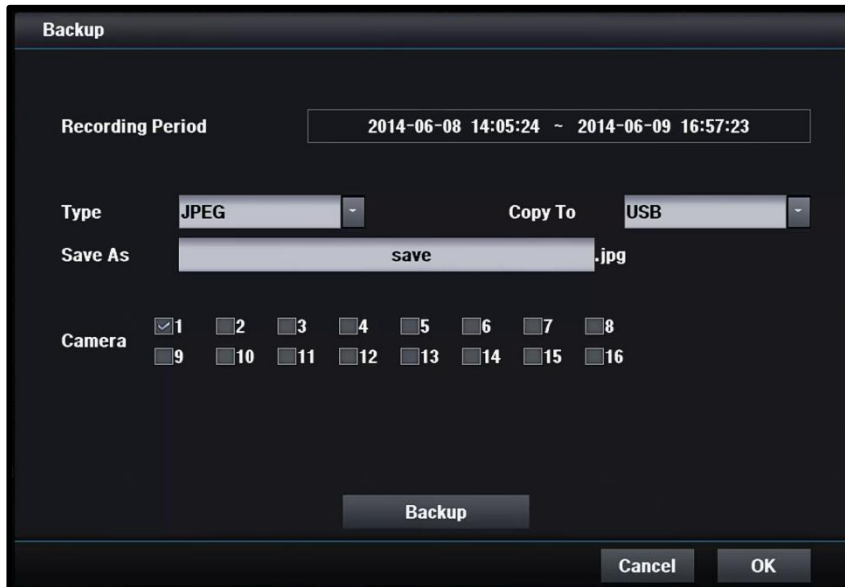 Backup
Recording Period 2014-06-08 14:05:24 ~ 2014-06-09 16:57:23
Type JPEG Copy To USB
Save As save .jpg
Camera
1 2 3 4 5 6 7 8
9 10 11 12 13 14 15 16
Backup
Cancel OK